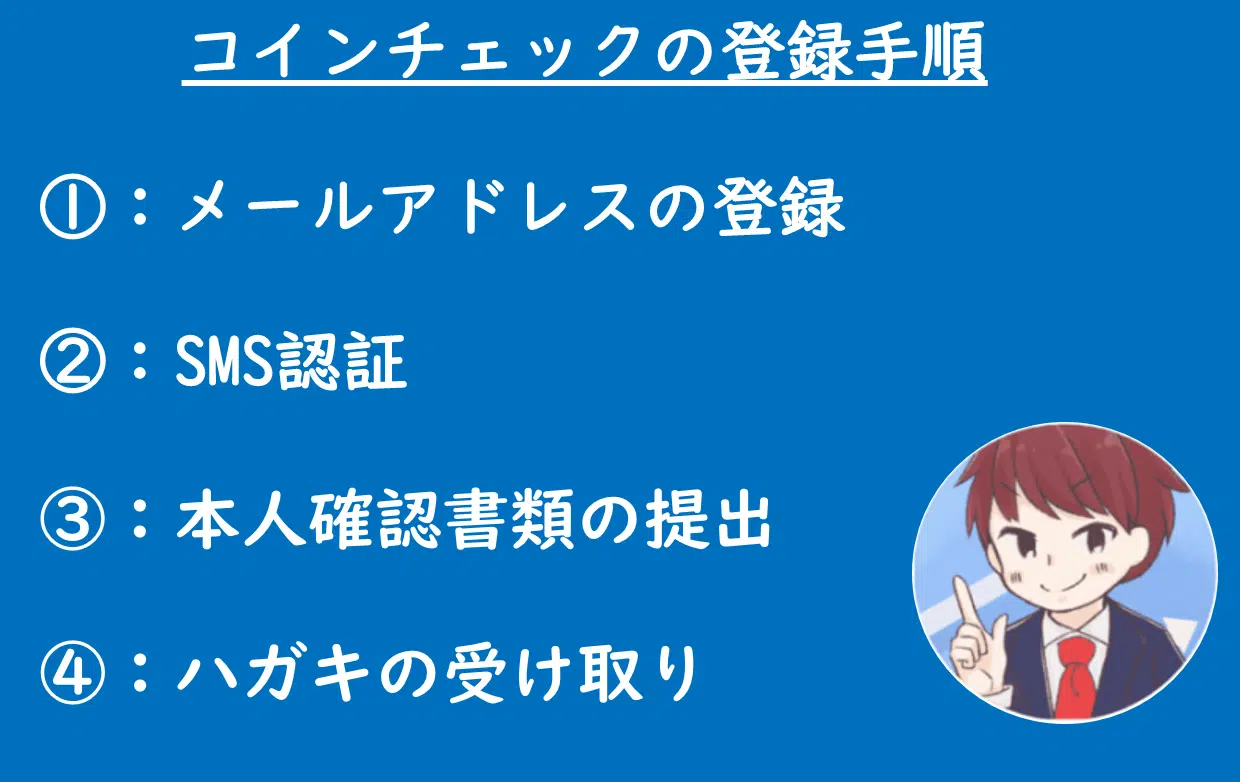 コインチェックの登録手順
①：メールアドレスの登録
②：SMS認証
③：本人確認書類の提出
④：ハガキの受け取り